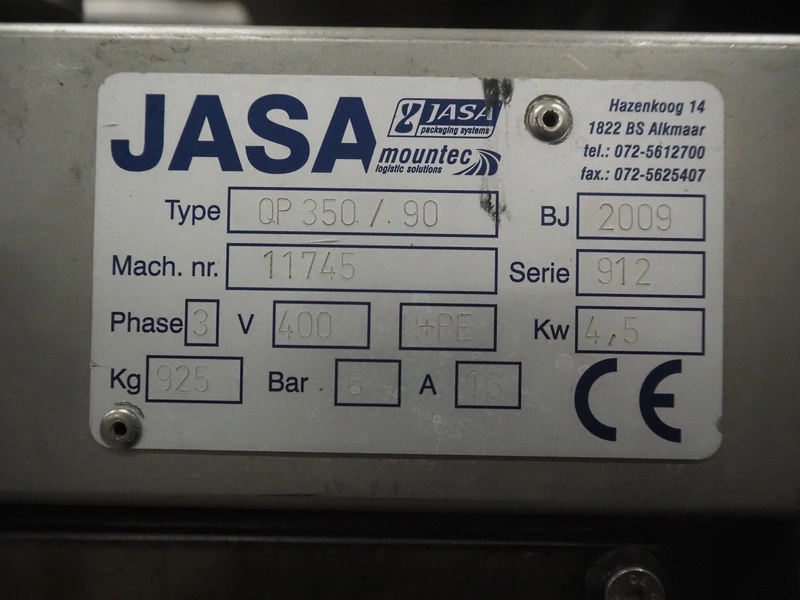 JASA
JASA
packaging systems
mountec
logistic solutions
Hazenkoog 14
1822 BS Alkmaar
tel.: 072-5612700
fax.: 072-5625407
Type QP 350 / 90 BJ 2009
Mach. nr. 11745 Serie 912
Phase 3 V 400 N+PE Kw 4,5
Kg 925 Bar A 16
CE